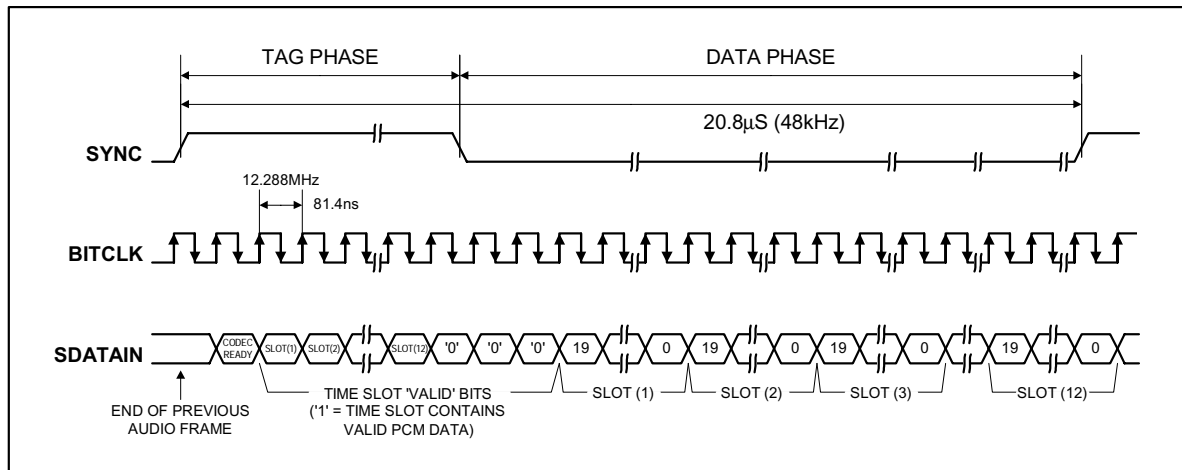 TAG PHASE
DATA PHASE
20.8µS (48kHz)
SYNC
12.288MHz
81.4ns
BITCLK
SDATAIN
CODEC
READY
SLOT(1)
SLOT(2)
SLOT(12)
'0'
'0'
'0'
19
0
19
0
19
0
19
0
END OF PREVIOUS
AUDIO FRAME
TIME SLOT 'VALID' BITS
('1' = TIME SLOT CONTAINS
VALID PCM DATA)
SLOT (1)
SLOT (2)
SLOT (3)
SLOT (12)